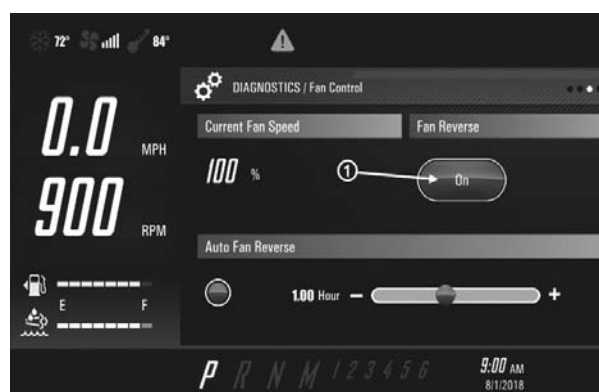 72° 84°
DIAGNOSTICS / Fan Control
0.0 MPH
Current Fan Speed Fan Reverse
100 % 1 On
900 RPM
Auto Fan Reverse
1.00 Hour − +
E F
P R N M 1 2 3 4 5 6 9:00 AM
8/1/2018